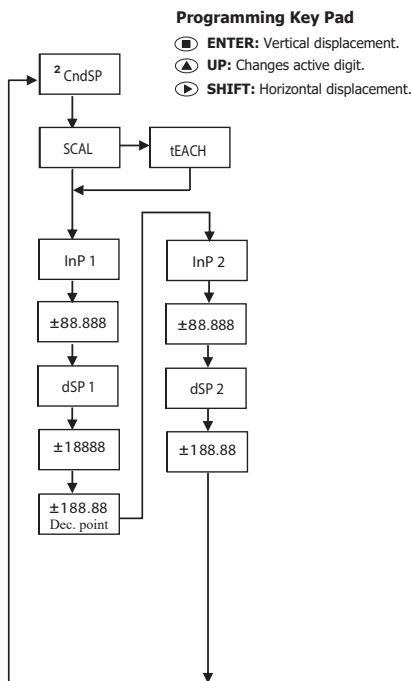 Programming Key Pad
ENTER: Vertical displacement.
UP: Changes active digit.
SHIFT: Horizontal displacement.
² CndSP
SCAL
tEACH
InP 1
±88.888
dSP 1
±18888
±188.88
Dec. point
InP 2
±88.888
dSP 2
±188.88